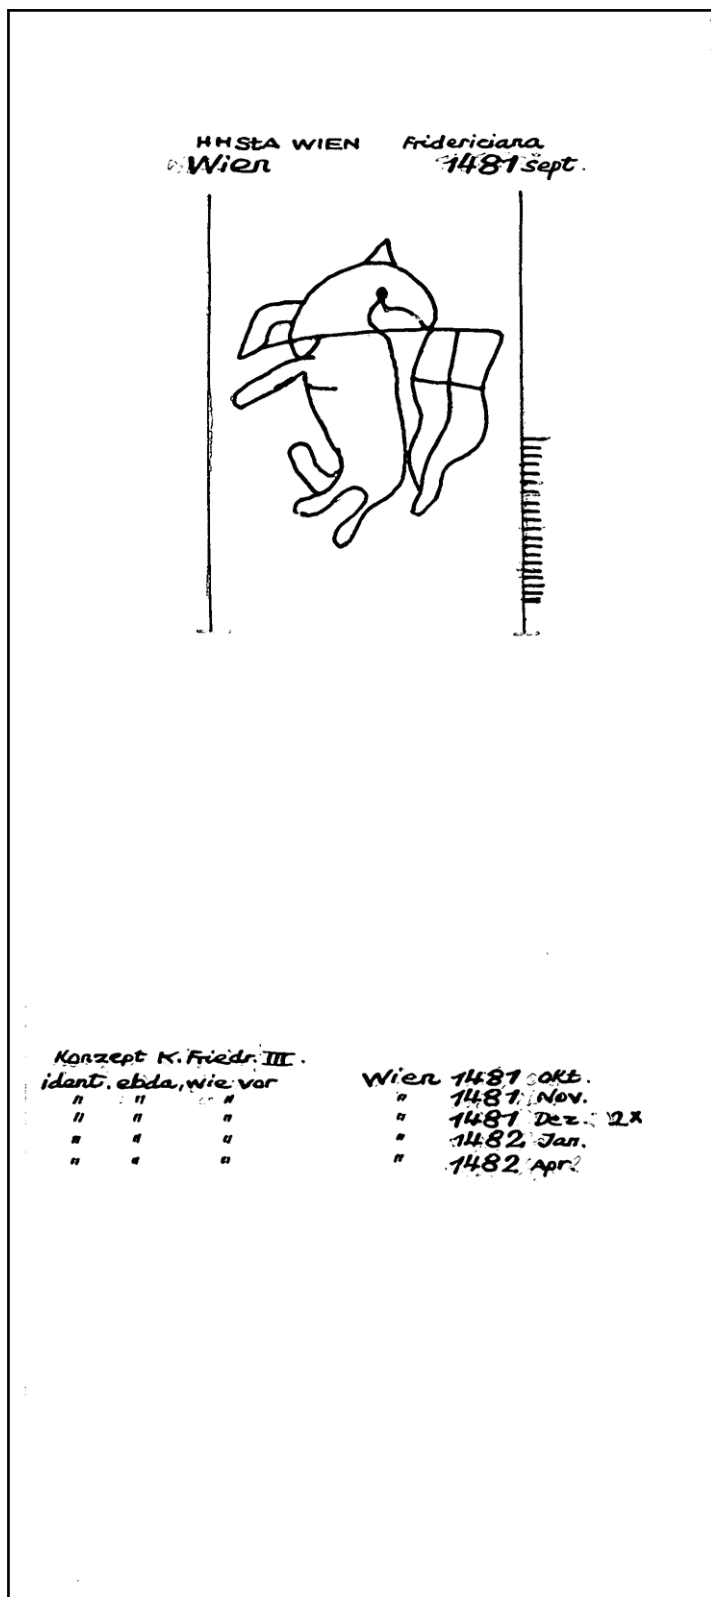 HHStA WIEN Fridericiana
Wien 1481 Sept.
Konzept K. Friedr. III.
ident. ebda, wie vor Wien 1481 Okt.
" " " " 1481 Nov.
" " " " 1481 Dez. 2x
" " " " 1482 Jan.
" " " " 1482 Apr.